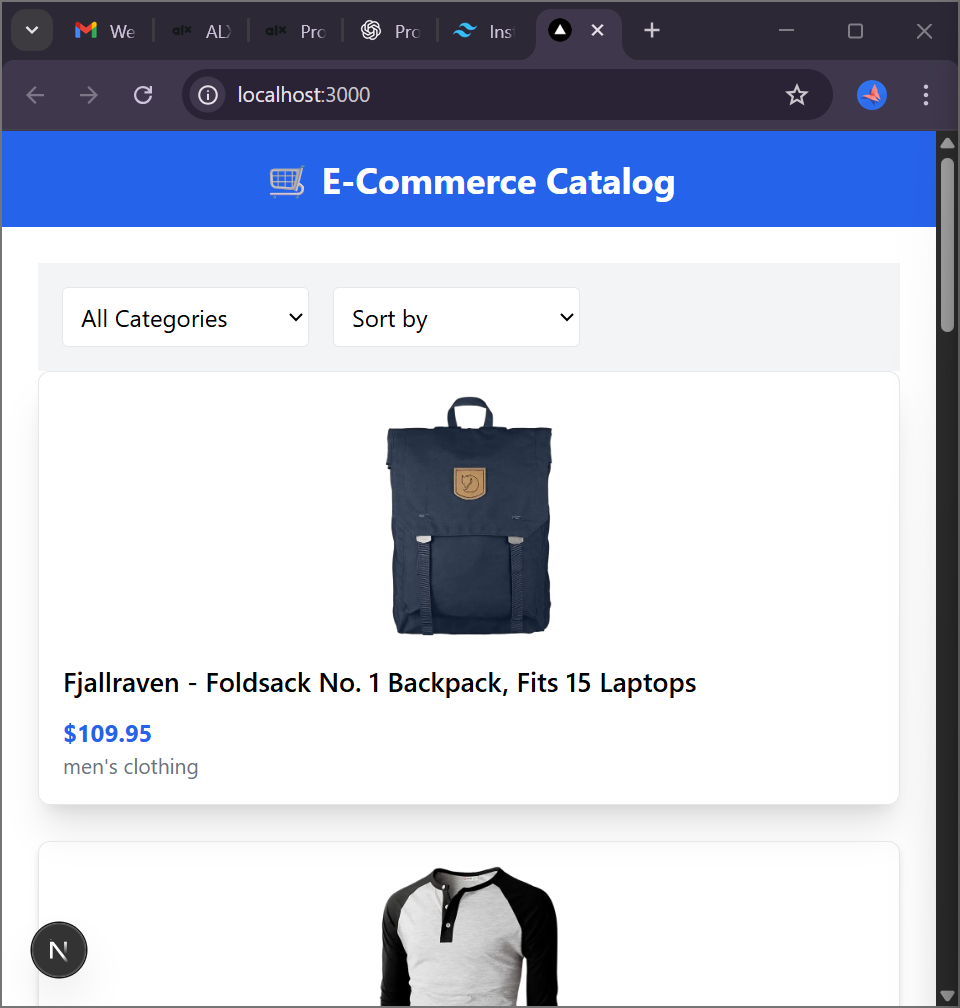 We
ALX
Pro
Pro
Ins
localhost:3000
🛒 E-Commerce Catalog
All Categories
Sort by
Fjallraven - Foldsack No. 1 Backpack, Fits 15 Laptops
$109.95
men's clothing
N